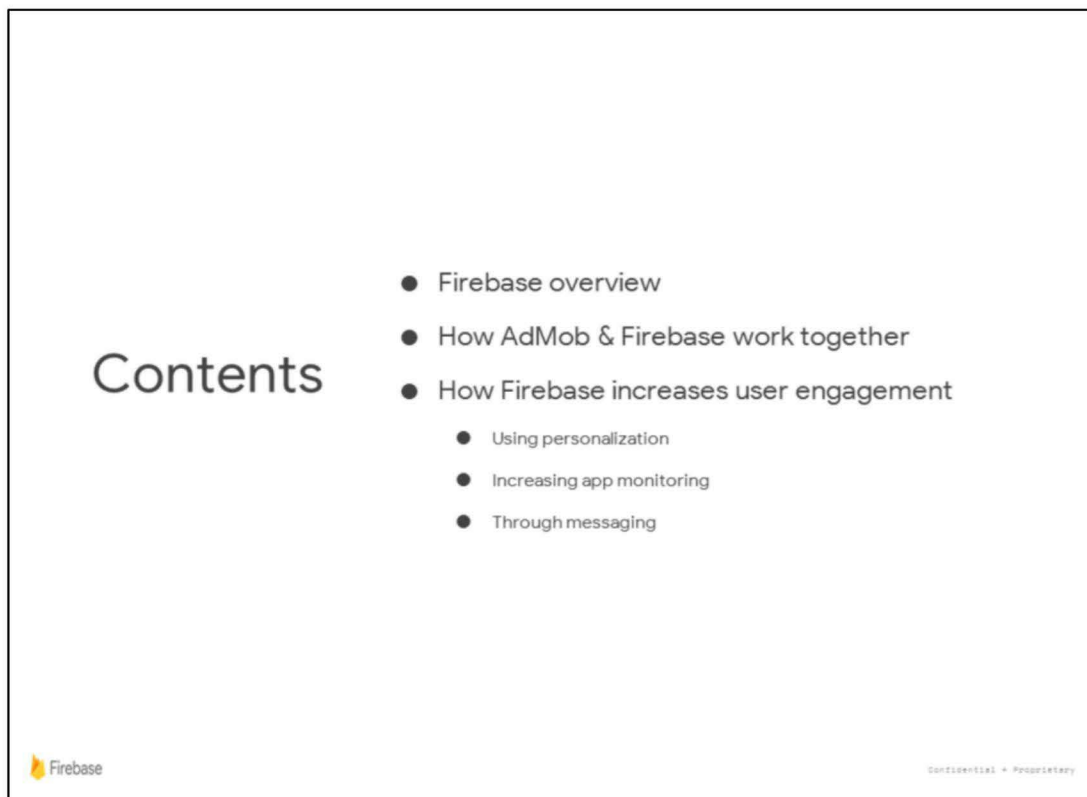 Contents
● Firebase overview
● How AdMob & Firebase work together
● How Firebase increases user engagement
● Using personalization
● Increasing app monitoring
● Through messaging
Firebase
Confidential + Proprietary